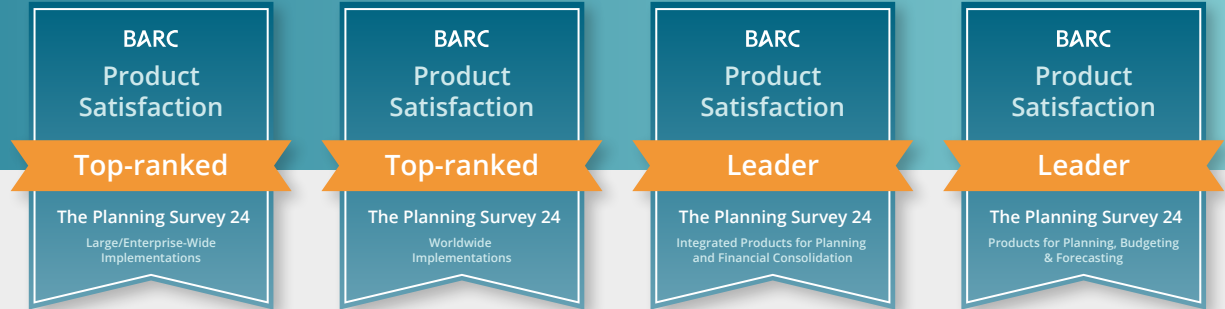 BARC
Product
Satisfaction
Top-ranked
The Planning Survey 24
Large/Enterprise-Wide
Implementations
BARC
Product
Satisfaction
Top-ranked
The Planning Survey 24
Worldwide
Implementations
BARC
Product
Satisfaction
Leader
The Planning Survey 24
Integrated Products for Planning
and Financial Consolidation
BARC
Product
Satisfaction
Leader
The Planning Survey 24
Products for Planning, Budgeting
& Forecasting